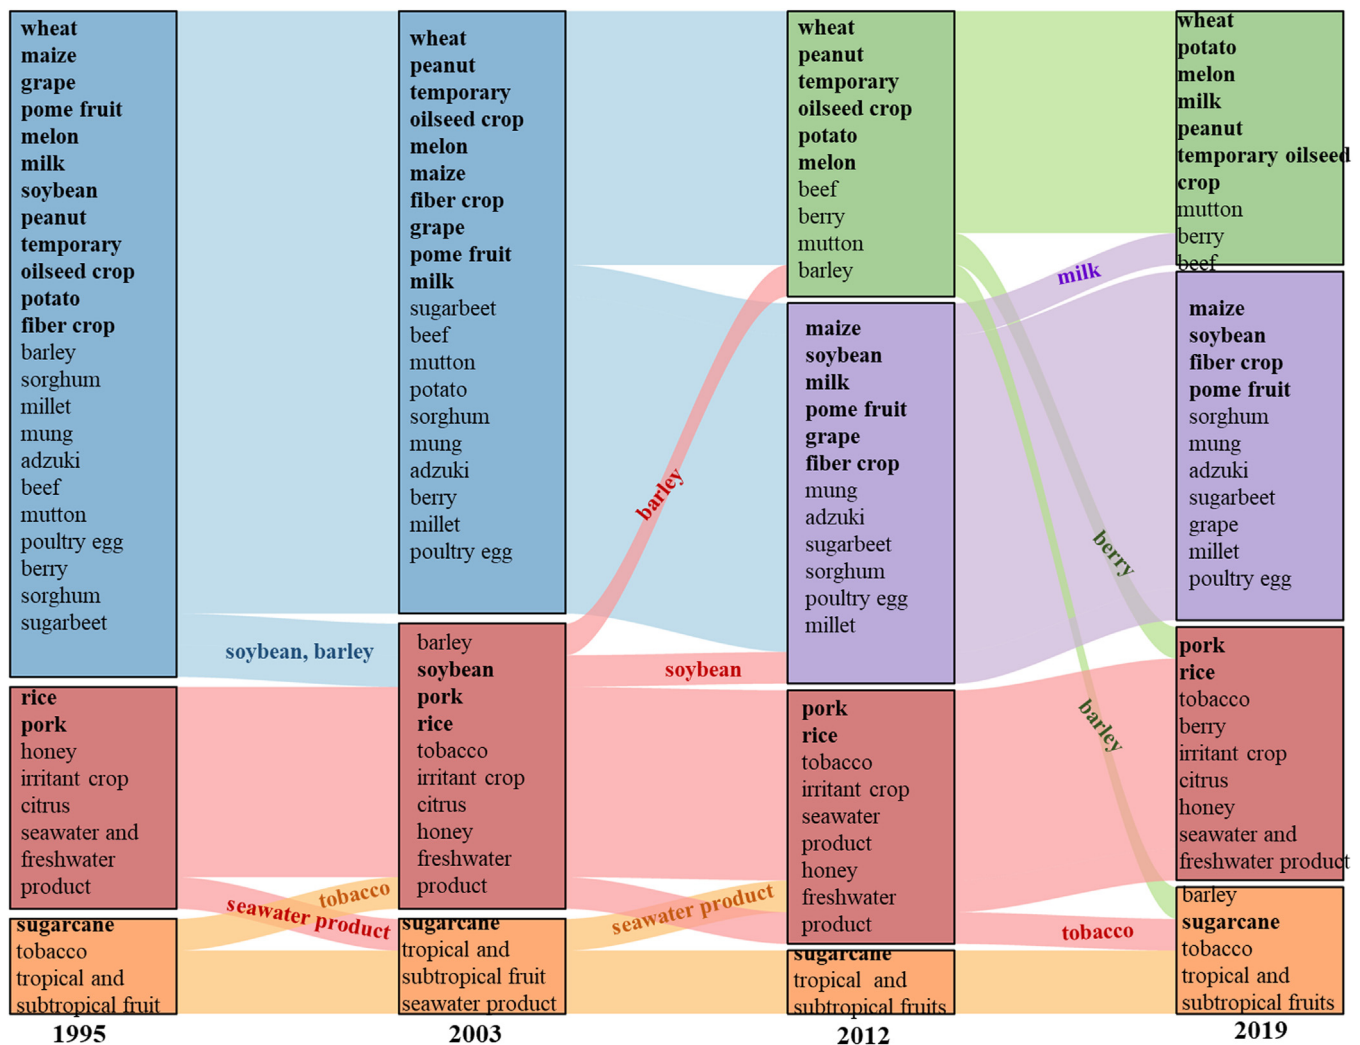 wheat
maize
grape
pome fruit
melon
milk
soybean
peanut
temporary
oilseed crop
potato
fiber crop
barley
sorghum
millet
mung
adzuki
beef
mutton
poultry egg
berry
sorghum
sugarbeet
rice
pork
honey
irritant crop
citrus
seawater and
freshwater
product
sugarcane
tobacco
tropical and
subtropical fruit
1995
soybean, barley
tobacco
seawater product
wheat
peanut
temporary
oilseed crop
melon
maize
fiber crop
grape
pome fruit
milk
sugarbeet
beef
mutton
potato
sorghum
mung
adzuki
berry
millet
poultry egg
barley
soybean
pork
rice
tobacco
irritant crop
citrus
honey
freshwater
product
sugarcane
tropical and
subtropical fruit
seawater product
2003
barley
soybean
seawater product
wheat
peanut
temporary
oilseed crop
potato
melon
beef
berry
mutton
barley
maize
soybean
milk
pome fruit
grape
fiber crop
mung
adzuki
sugarbeet
sorghum
poultry egg
millet
pork
rice
tobacco
irritant crop
seawater
product
honey
freshwater
product
sugarcane
tropical and
subtropical fruits
2012
milk
berry
barley
tobacco
wheat
potato
melon
milk
peanut
temporary oilseed
crop
mutton
berry
beef
maize
soybean
fiber crop
pome fruit
sorghum
mung
adzuki
sugarbeet
grape
millet
poultry egg
pork
rice
tobacco
berry
irritant crop
citrus
honey
seawater and
freshwater product
barley
sugarcane
tobacco
tropical and
subtropical fruits
2019